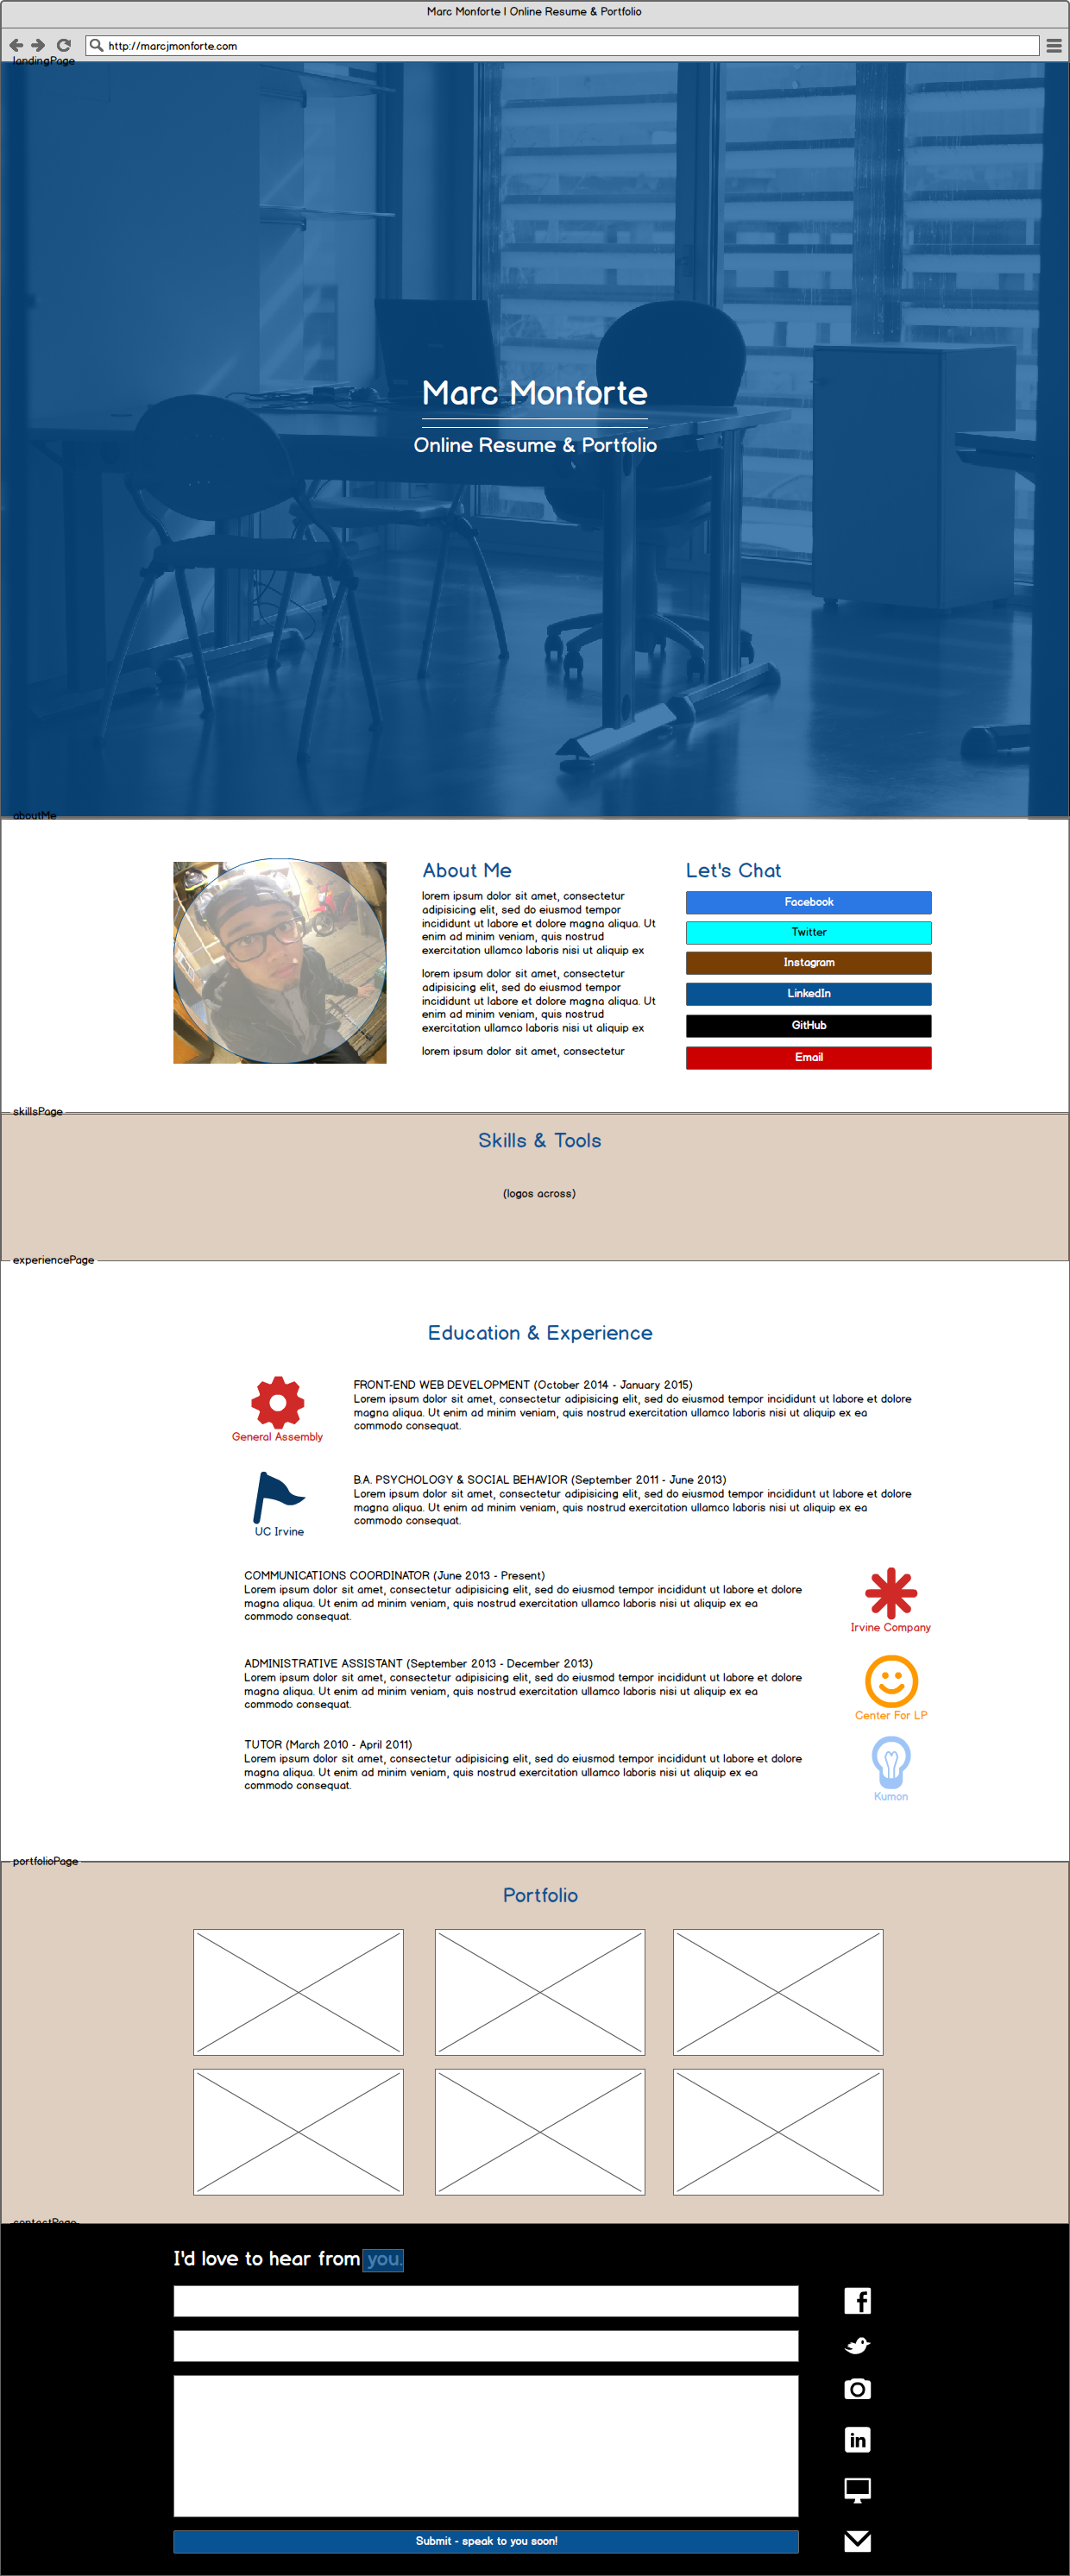 Marc Monforte | Online Resume & Portfolio
http://marcjmonforte.com
landingPage
Marc Monforte
Online Resume & Portfolio
aboutMe
About Me
lorem ipsum dolor sit amet, consectetur
adipisicing elit, sed do eiusmod tempor
incididunt ut labore et dolore magna aliqua. Ut
enim ad minim veniam, quis nostrud
exercitation ullamco laboris nisi ut aliquip ex
lorem ipsum dolor sit amet, consectetur
adipisicing elit, sed do eiusmod tempor
incididunt ut labore et dolore magna aliqua. Ut
enim ad minim veniam, quis nostrud
exercitation ullamco laboris nisi ut aliquip ex
lorem ipsum dolor sit amet, consectetur
Let's Chat
Facebook
Twitter
Instagram
LinkedIn
GitHub
Email
skillsPage
Skills & Tools
(logos across)
experiencePage
Education & Experience
General Assembly
FRONT-END WEB DEVELOPMENT (October 2014 - January 2015)
Lorem ipsum dolor sit amet, consectetur adipisicing elit, sed do eiusmod tempor incididunt ut labore et dolore
magna aliqua. Ut enim ad minim veniam, quis nostrud exercitation ullamco laboris nisi ut aliquip ex ea
commodo consequat.
UC Irvine
B.A. PSYCHOLOGY & SOCIAL BEHAVIOR (September 2011 - June 2013)
Lorem ipsum dolor sit amet, consectetur adipisicing elit, sed do eiusmod tempor incididunt ut labore et dolore
magna aliqua. Ut enim ad minim veniam, quis nostrud exercitation ullamco laboris nisi ut aliquip ex ea
commodo consequat.
COMMUNICATIONS COORDINATOR (June 2013 - Present)
Lorem ipsum dolor sit amet, consectetur adipisicing elit, sed do eiusmod tempor incididunt ut labore et dolore
magna aliqua. Ut enim ad minim veniam, quis nostrud exercitation ullamco laboris nisi ut aliquip ex ea
commodo consequat.
Irvine Company
ADMINISTRATIVE ASSISTANT (September 2013 - December 2013)
Lorem ipsum dolor sit amet, consectetur adipisicing elit, sed do eiusmod tempor incididunt ut labore et dolore
magna aliqua. Ut enim ad minim veniam, quis nostrud exercitation ullamco laboris nisi ut aliquip ex ea
commodo consequat.
Center For LP
TUTOR (March 2010 - April 2011)
Lorem ipsum dolor sit amet, consectetur adipisicing elit, sed do eiusmod tempor incididunt ut labore et dolore
magna aliqua. Ut enim ad minim veniam, quis nostrud exercitation ullamco laboris nisi ut aliquip ex ea
commodo consequat.
Kumon
portfolioPage
Portfolio
contactPage
I'd love to hear from you.
Submit - speak to you soon!